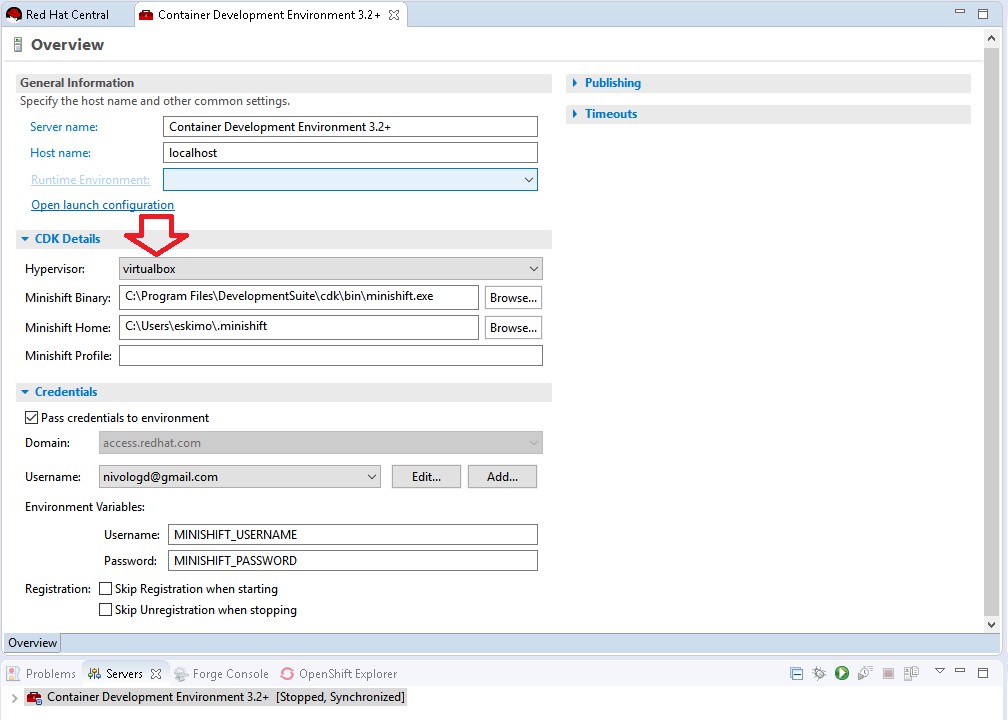 Red Hat Central
Container Development Environment 3.2+
Overview
General Information
Specify the host name and other common settings.
Server name: Container Development Environment 3.2+
Host name: localhost
Runtime Environment:
Open launch configuration
Publishing
Timeouts
CDK Details
Hypervisor: virtualbox
Minishift Binary: C:\Program Files\DevelopmentSuite\cdk\bin\minishift.exe Browse...
Minishift Home: C:\Users\eskimo\.minishift Browse...
Minishift Profile:
Credentials
Pass credentials to environment
Domain: access.redhat.com
Username: nivologd@gmail.com Edit... Add...
Environment Variables:
Username: MINISHIFT_USERNAME
Password: MINISHIFT_PASSWORD
Registration: Skip Registration when starting
Skip Unregistration when stopping
Overview
Problems Servers Forge Console OpenShift Explorer
Container Development Environment 3.2+ [Stopped, Synchronized]